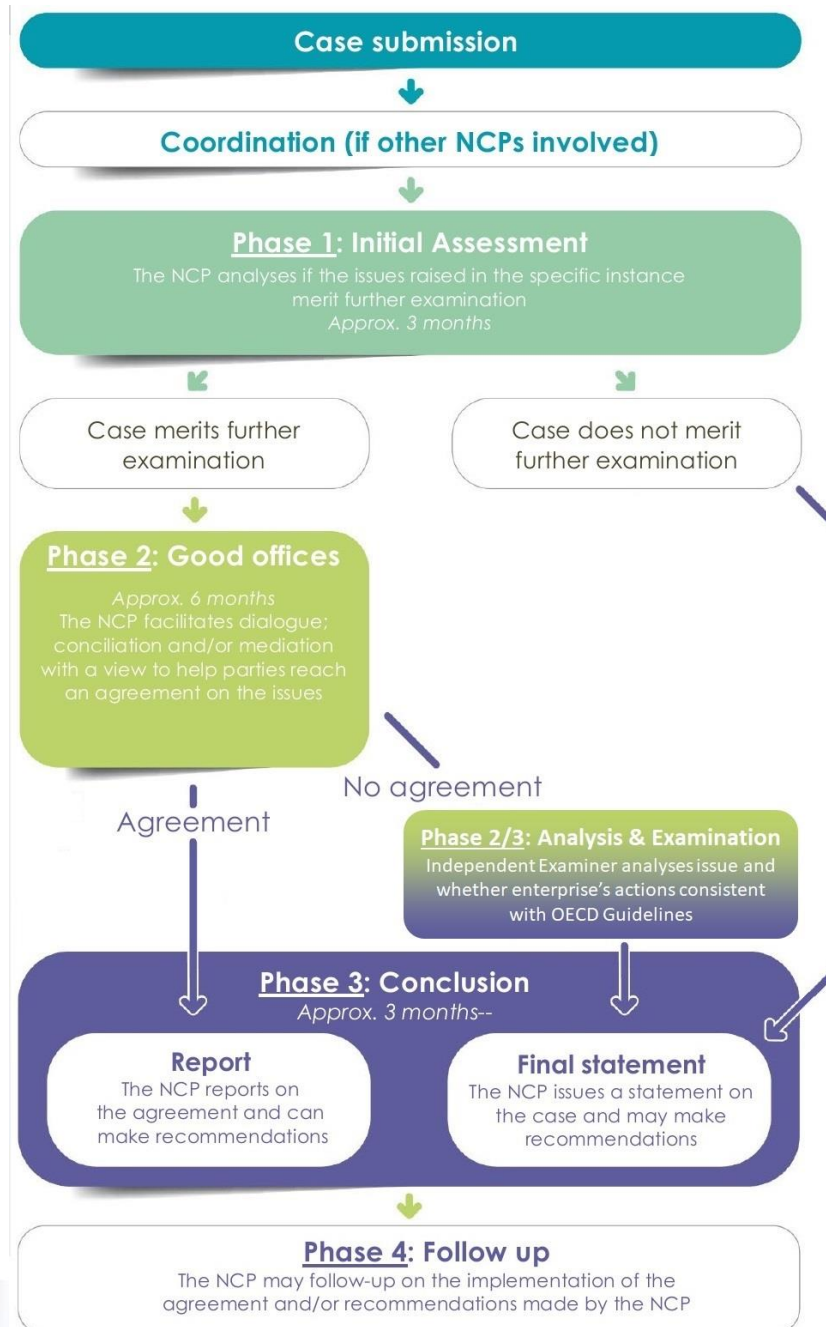 Case submission
Coordination (if other NCPs involved)
Phase 1: Initial Assessment
The NCP analyses if the issues raised in the specific instance
merit further examination
Approx. 3 months
Case merits further
examination
Case does not merit
further examination
Phase 2: Good offices
Approx. 6 months
The NCP facilitates dialogue;
conciliation and/or mediation
with a view to help parties reach
an agreement on the issues
No agreement
Agreement
Phase 2/3: Analysis & Examination
Independent Examiner analyses issue and
whether enterprise's actions consistent
with OECD Guidelines
Phase 3: Conclusion
Approx. 3 months--
Report
The NCP reports on
the agreement and can
make recommendations
Final statement
The NCP issues a statement on
the case and may make
recommendations
Phase 4: Follow up
The NCP may follow-up on the implementation of the
agreement and/or recommendations made by the NCP